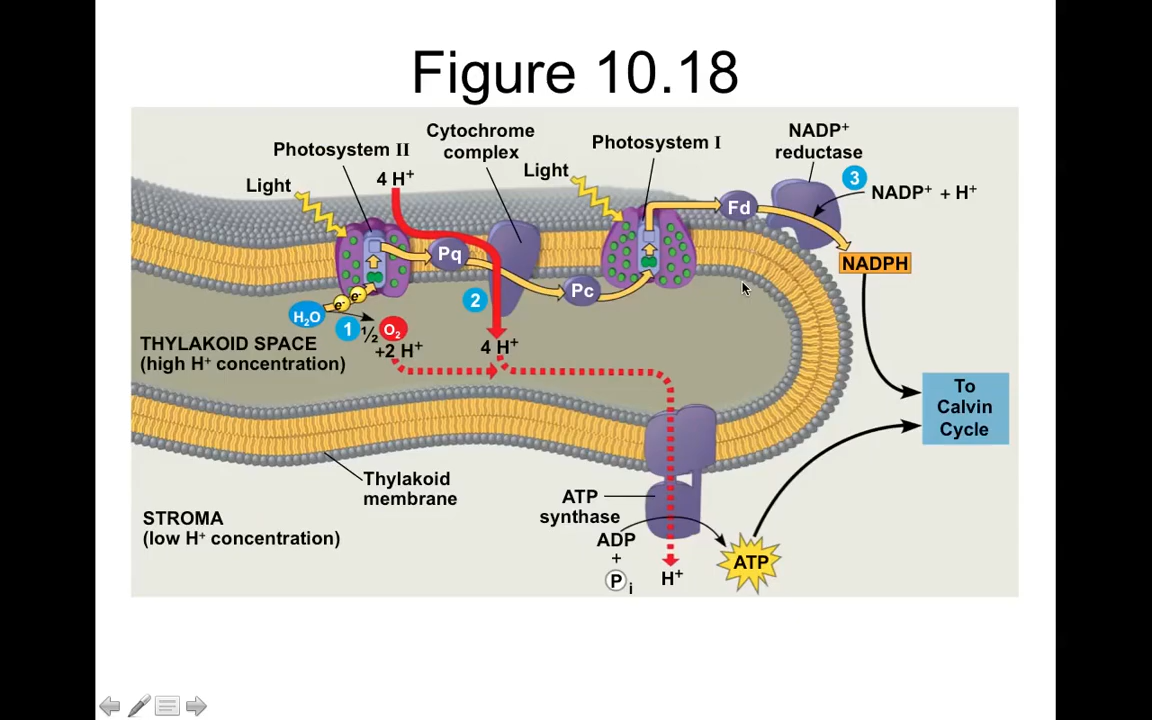 Figure 10.18
Cytochrome
complex
NADP⁺
reductase
Photosystem II
Photosystem I
Light
4 H⁺
Light
3
NADP⁺ + H⁺
Fd
Pq
NADPH
Pc
2
H₂O
e⁻
e⁻
1
½
O₂
+2 H⁺
4 H⁺
THYLAKOID SPACE
(high H⁺ concentration)
To
Calvin
Cycle
Thylakoid
membrane
STROMA
(low H⁺ concentration)
ATP
synthase
ADP
+
P i
H⁺
ATP